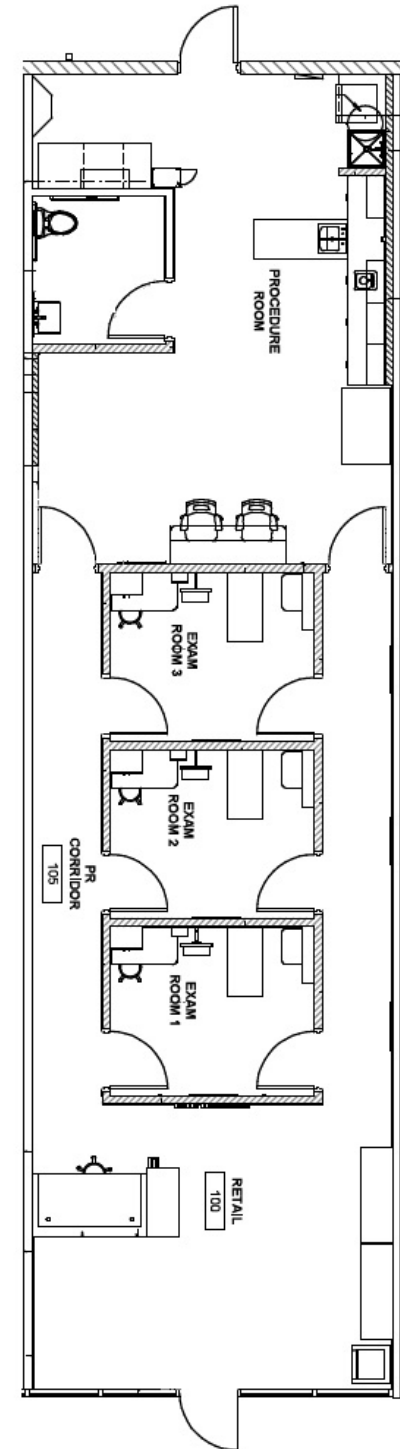 PROCEDURE
ROOM
EXAM
ROOM 3
EXAM
ROOM 2
PR
CORRIDOR
105
EXAM
ROOM 1
RETAIL
100